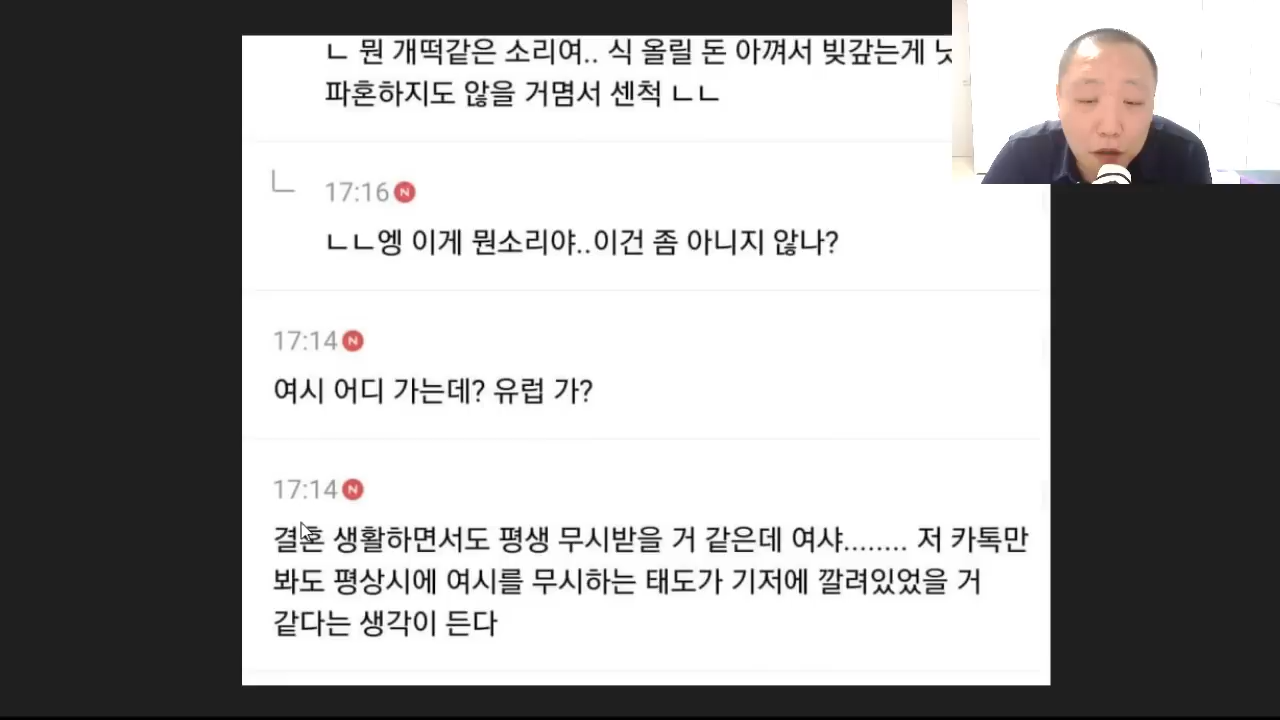 ㄴ 뭔 개떡같은 소리여.. 식 올릴 돈 아껴서 빚갚는게 낫
파혼하지도 않을 거몀서 센척 ㄴㄴ
17:16 N
ㄴㄴ엥 이게 뭔소리야..이건 좀 아니지 않나?
17:14 N
여시 어디 가는데? 유럽 가?
17:14 N
결혼 생활하면서도 평생 무시받을 거 같은데 여샤........ 저 카톡만
봐도 평상시에 여시를 무시하는 태도가 기저에 깔려있었을 거
같다는 생각이 든다